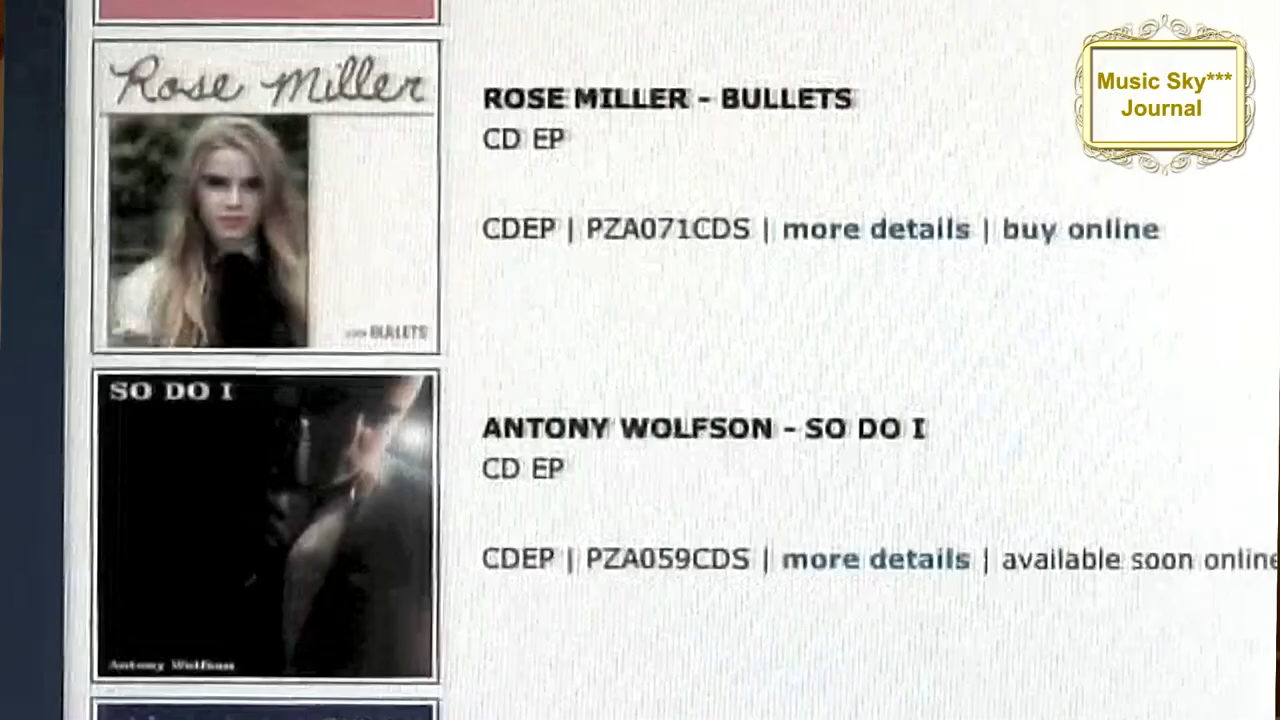 Rose Miller
BULLETS
ROSE MILLER - BULLETS
CD EP
CDEP | PZA071CDS | more details | buy online
SO DO I
Antony Wolfson
ANTONY WOLFSON - SO DO I
CD EP
CDEP | PZA059CDS | more details | available soon online
Music Sky***
Journal